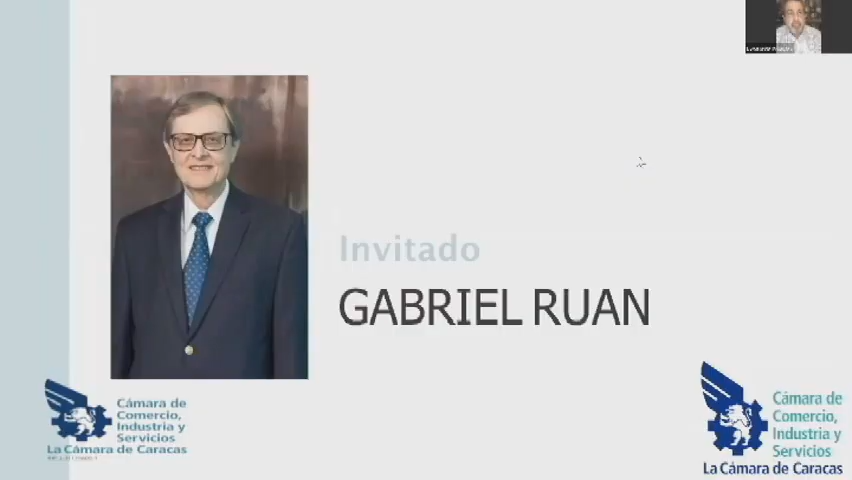 Invitado
GABRIEL RUAN
Cámara de
Comercio,
Industria y
Servicios
La Cámara de Caracas
Cámara de
Comercio,
Industria y
Servicios
La Cámara de Caracas